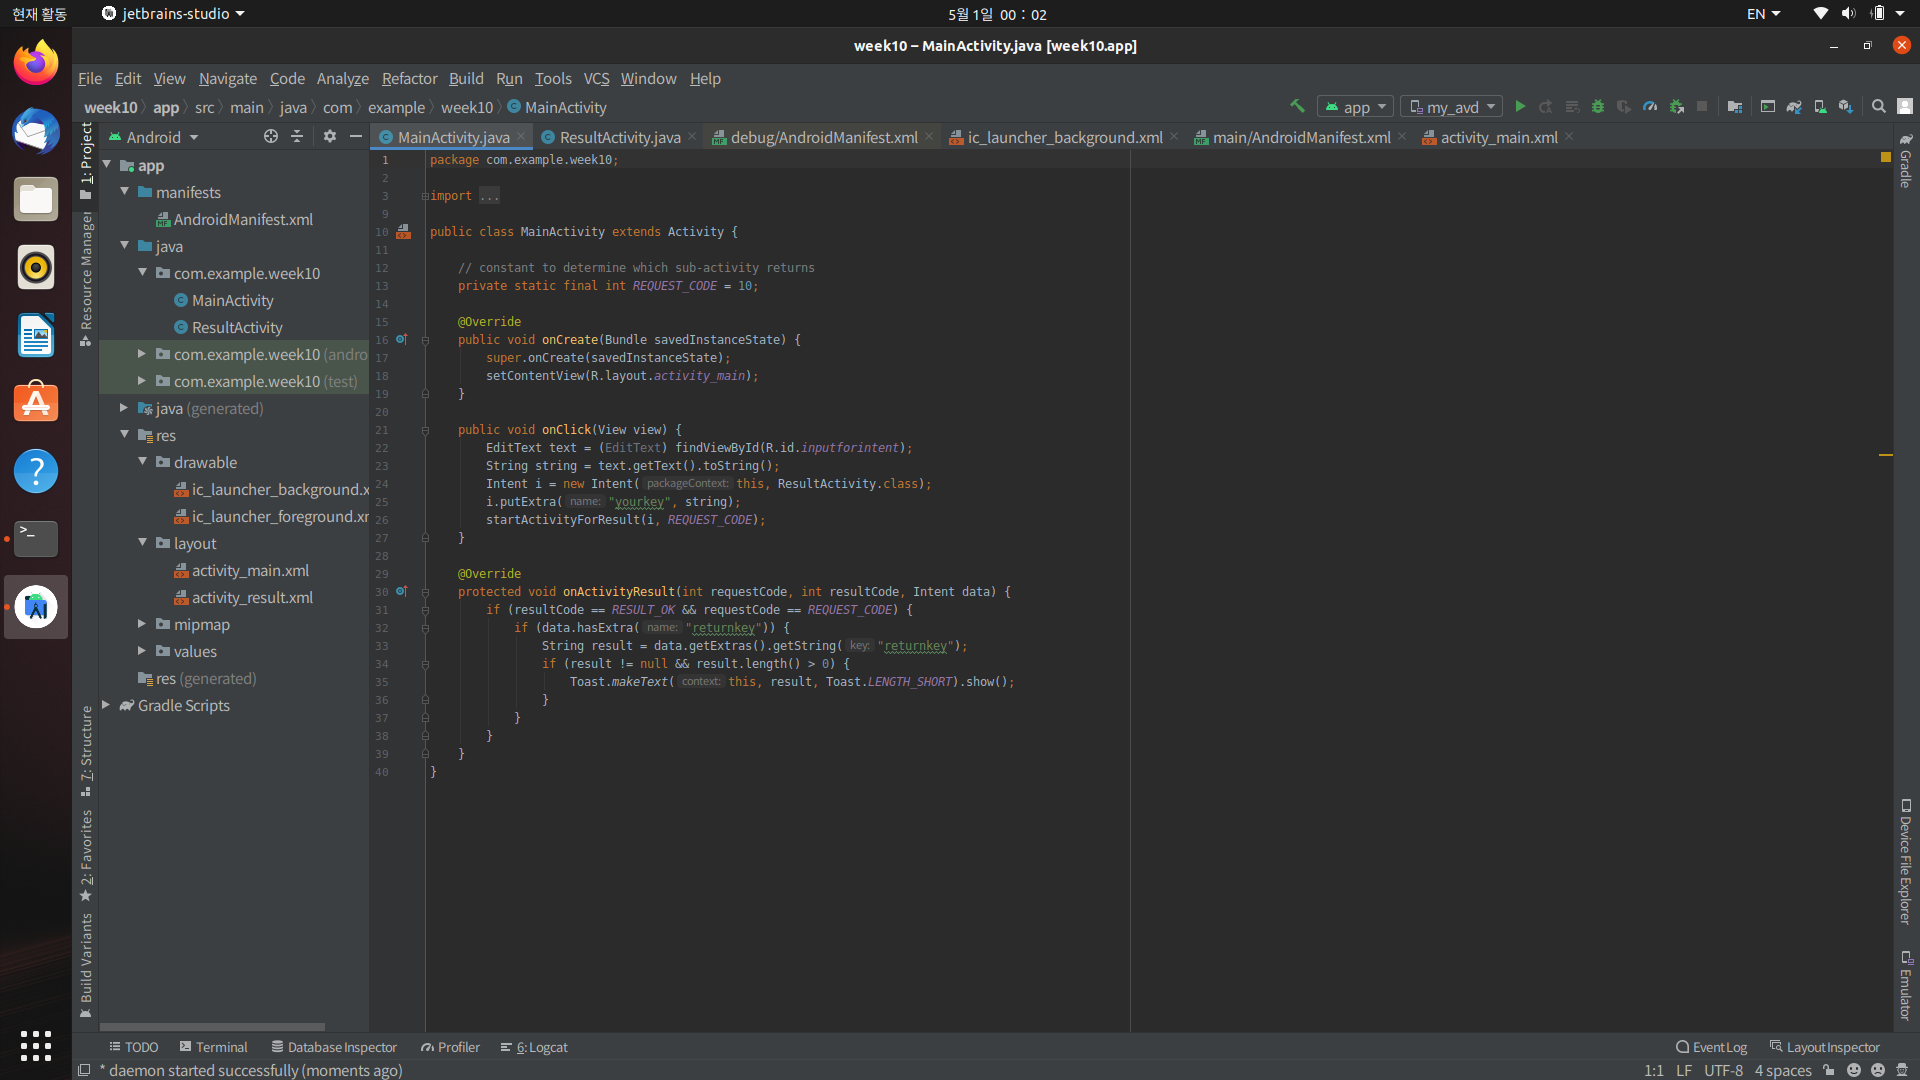 현재 활동
jetbrains-studio
5월 1일 00 : 02
EN
week10 – MainActivity.java [week10.app]
File Edit View Navigate Code Analyze Refactor Build Run Tools VCS Window Help
week10 app src main java com example week10 MainActivity
app
my_avd
Android
MainActivity.java
ResultActivity.java
debug/AndroidManifest.xml
ic_launcher_background.xml
main/AndroidManifest.xml
activity_main.xml
1: Project
Resource Manager
7: Structure
2: Favorites
Build Variants
app
manifests
AndroidManifest.xml
java
com.example.week10
MainActivity
ResultActivity
com.example.week10 (andro
com.example.week10 (test)
java (generated)
res
drawable
ic_launcher_background.x
ic_launcher_foreground.xr
layout
activity_main.xml
activity_result.xml
mipmap
values
res (generated)
Gradle Scripts
1 package com.example.week10;
2
3 import ...
9
10 public class MainActivity extends Activity {
11
12 // constant to determine which sub-activity returns
13 private static final int REQUEST_CODE = 10;
14
15 @Override
16 public void onCreate(Bundle savedInstanceState) {
17 super.onCreate(savedInstanceState);
18 setContentView(R.layout.activity_main);
19 }
20
21 public void onClick(View view) {
22 EditText text = (EditText) findViewById(R.id.inputforintent);
23 String string = text.getText().toString();
24 Intent i = new Intent( packageContext: this, ResultActivity.class);
25 i.putExtra( name: "yourkey", string);
26 startActivityForResult(i, REQUEST_CODE);
27 }
28
29 @Override
30 protected void onActivityResult(int requestCode, int resultCode, Intent data) {
31 if (resultCode == RESULT_OK && requestCode == REQUEST_CODE) {
32 if (data.hasExtra( name: "returnkey")) {
33 String result = data.getExtras().getString( key: "returnkey");
34 if (result != null && result.length() > 0) {
35 Toast.makeText( context: this, result, Toast.LENGTH_SHORT).show();
36 }
37 }
38 }
39 }
40 }
Gradle
Device File Explorer
Emulator
TODO
Terminal
Database Inspector
Profiler
6: Logcat
Event Log
Layout Inspector
* daemon started successfully (moments ago)
1:1 LF UTF-8 4 spaces